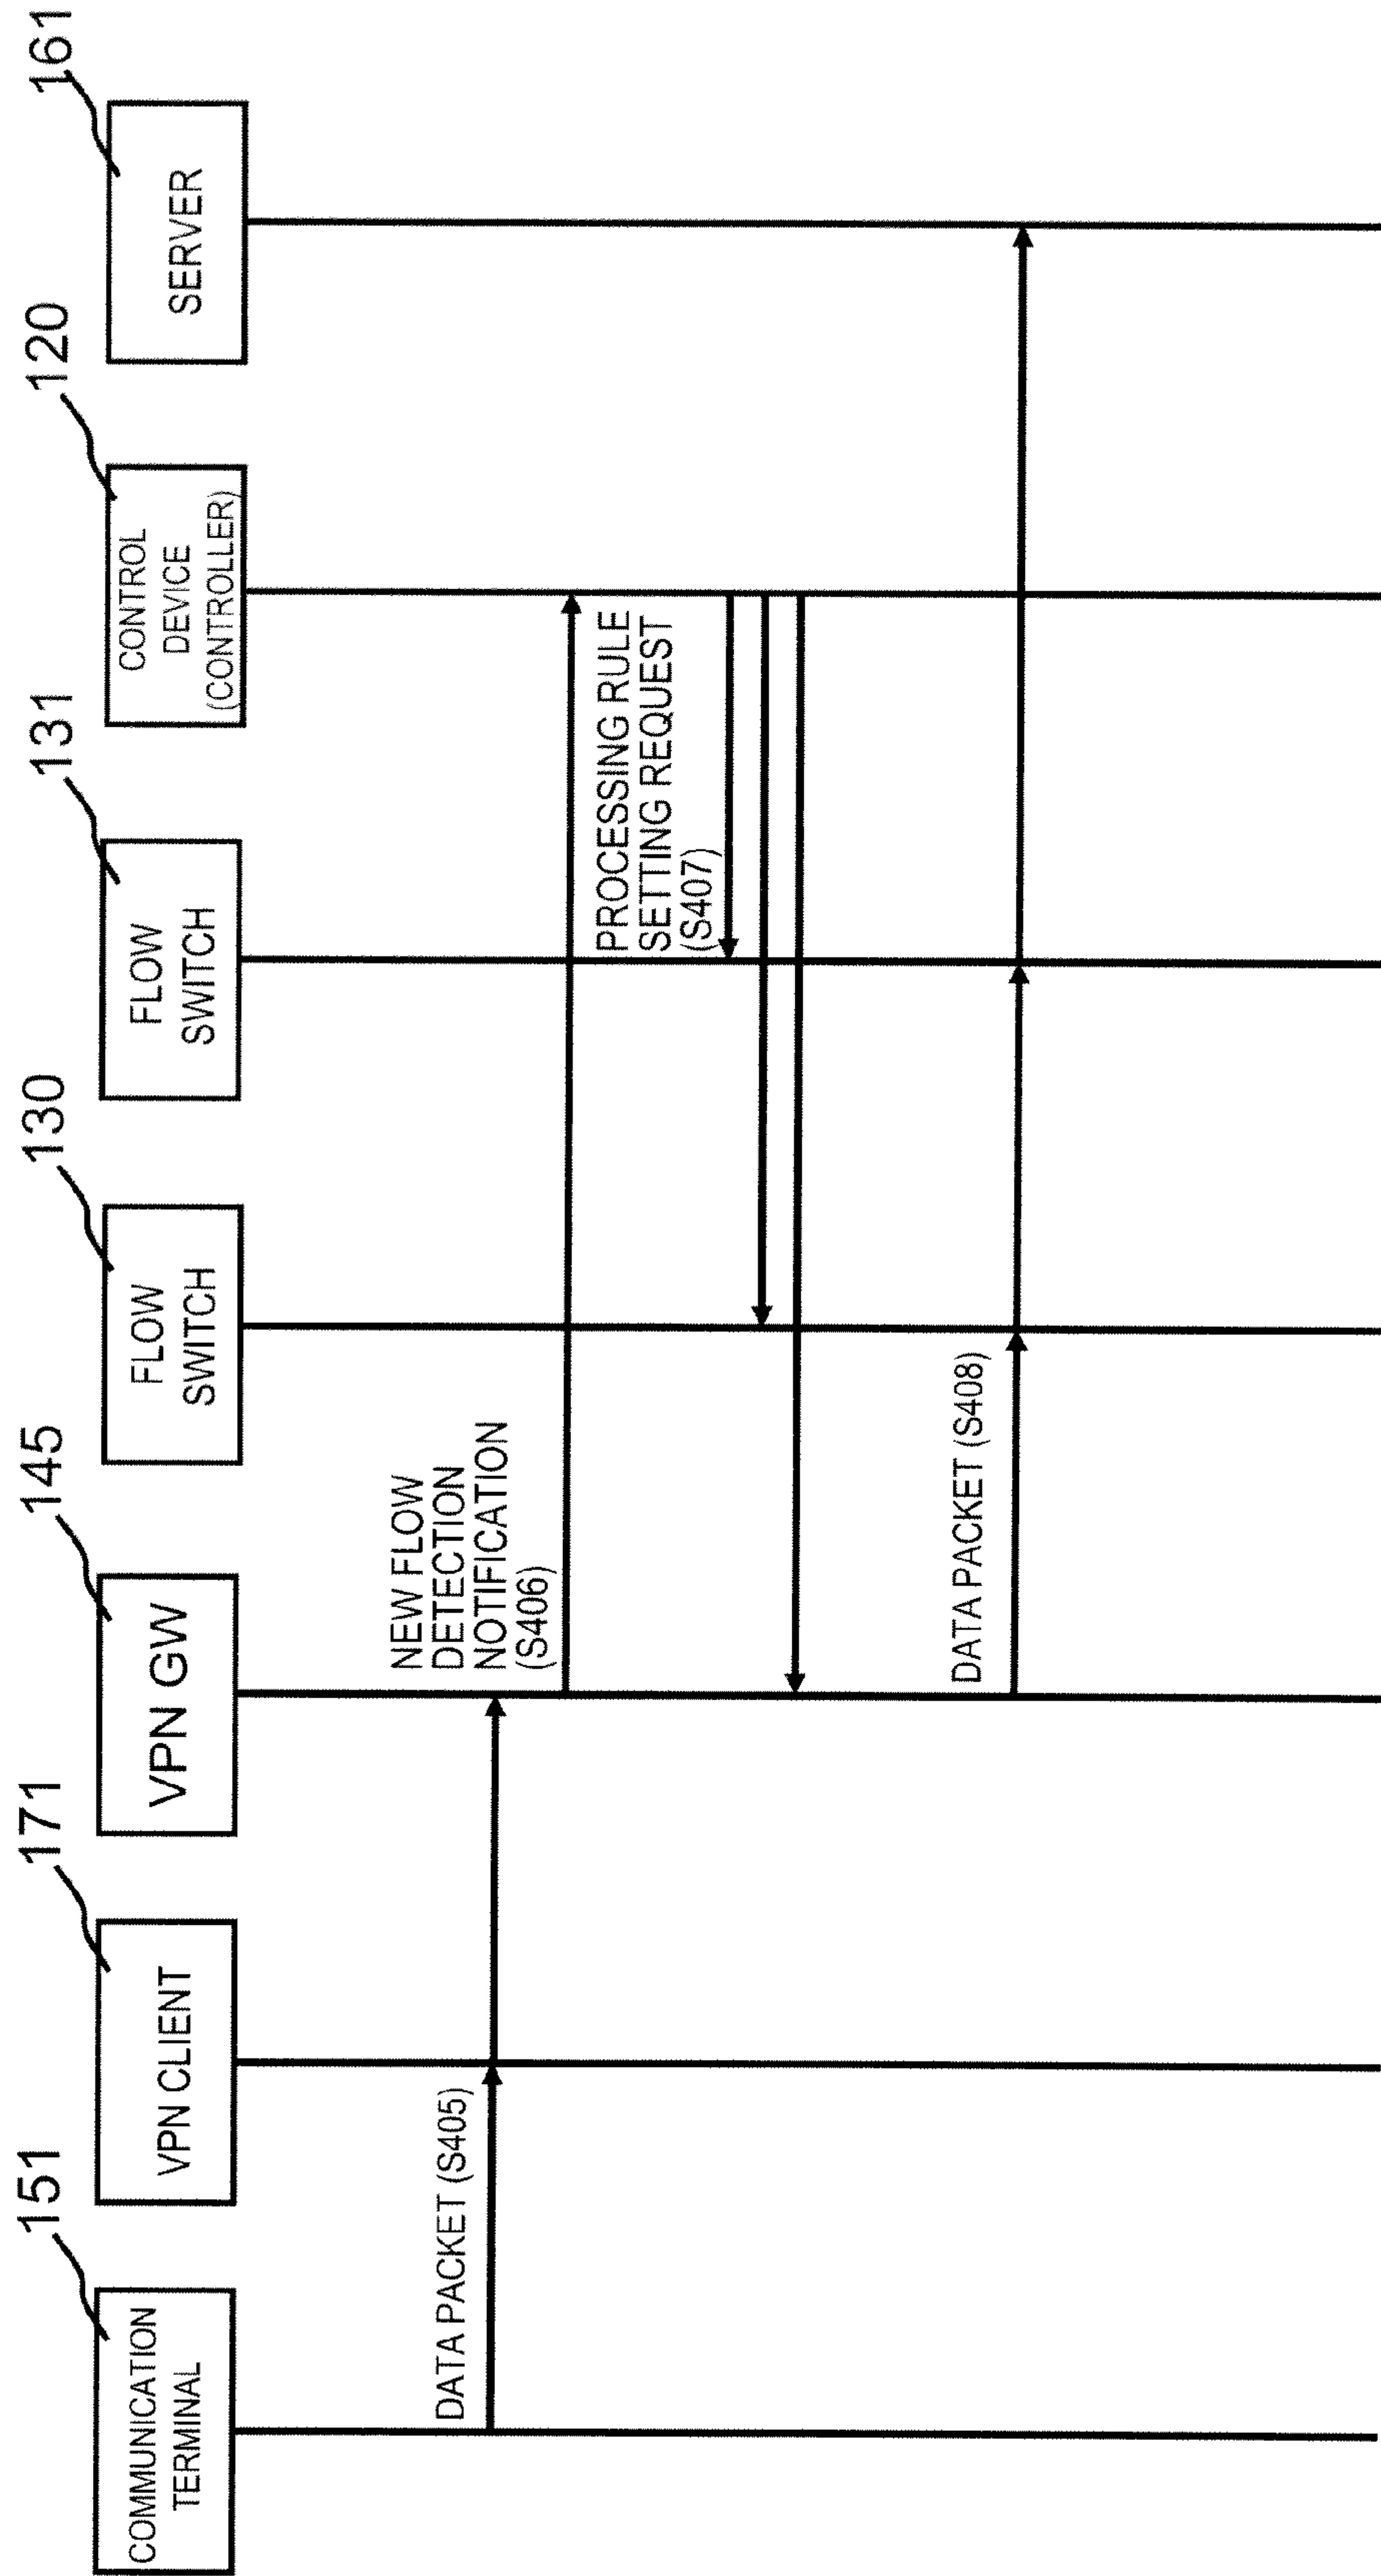 151
171
145
130
131
120
161
COMMUNICATION
TERMINAL
VPN CLIENT
VPN GW
FLOW
SWITCH
FLOW
SWITCH
CONTROL
DEVICE
(CONTROLLER)
SERVER
DATA PACKET (S405)
NEW FLOW
DETECTION
NOTIFICATION
(S406)
PROCESSING RULE
SETTING REQUEST
(S407)
DATA PACKET (S408)